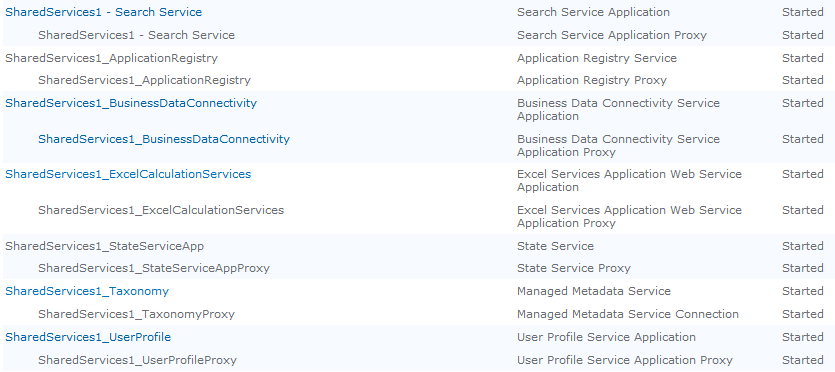 SharedServices1 - Search Service Search Service Application Started
SharedServices1 - Search Service Search Service Application Proxy Started
SharedServices1_ApplicationRegistry Application Registry Service Started
SharedServices1_ApplicationRegistry Application Registry Proxy Started
SharedServices1_BusinessDataConnectivity Business Data Connectivity Service Started
Application
SharedServices1_BusinessDataConnectivity Business Data Connectivity Service Started
Application Proxy
SharedServices1_ExcelCalculationServices Excel Services Application Web Service Started
Application
SharedServices1_ExcelCalculationServices Excel Services Application Web Service Started
Application Proxy
SharedServices1_StateServiceApp State Service Started
SharedServices1_StateServiceAppProxy State Service Proxy Started
SharedServices1_Taxonomy Managed Metadata Service Started
SharedServices1_TaxonomyProxy Managed Metadata Service Connection Started
SharedServices1_UserProfile User Profile Service Application Started
SharedServices1_UserProfileProxy User Profile Service Application Proxy Started